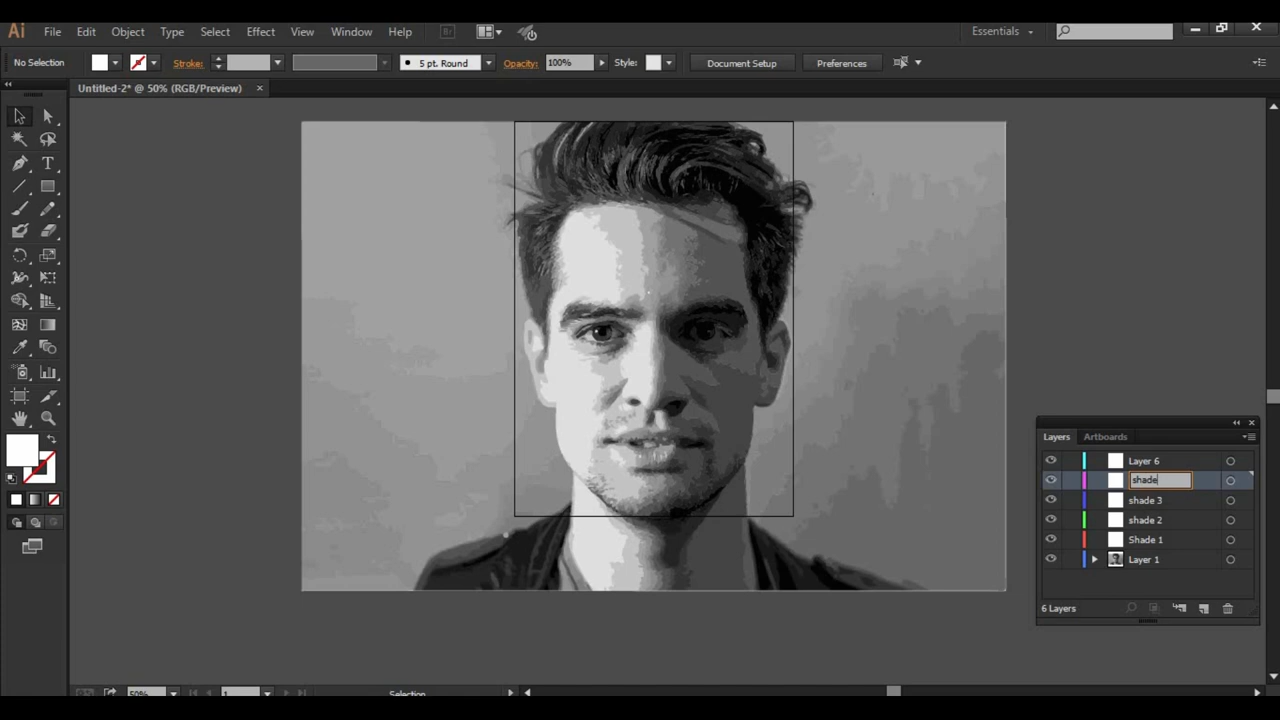 Ai File Edit Object Type Select Effect View Window Help Br Essentials
No Selection Stroke: 5 pt. Round Opacity: 100% Style: Document Setup Preferences
Untitled-2* @ 50% (RGB/Preview) ×
Layers Artboards
Layer 6
shade
shade 3
shade 2
Shade 1
Layer 1
6 Layers
50% 1 Selection